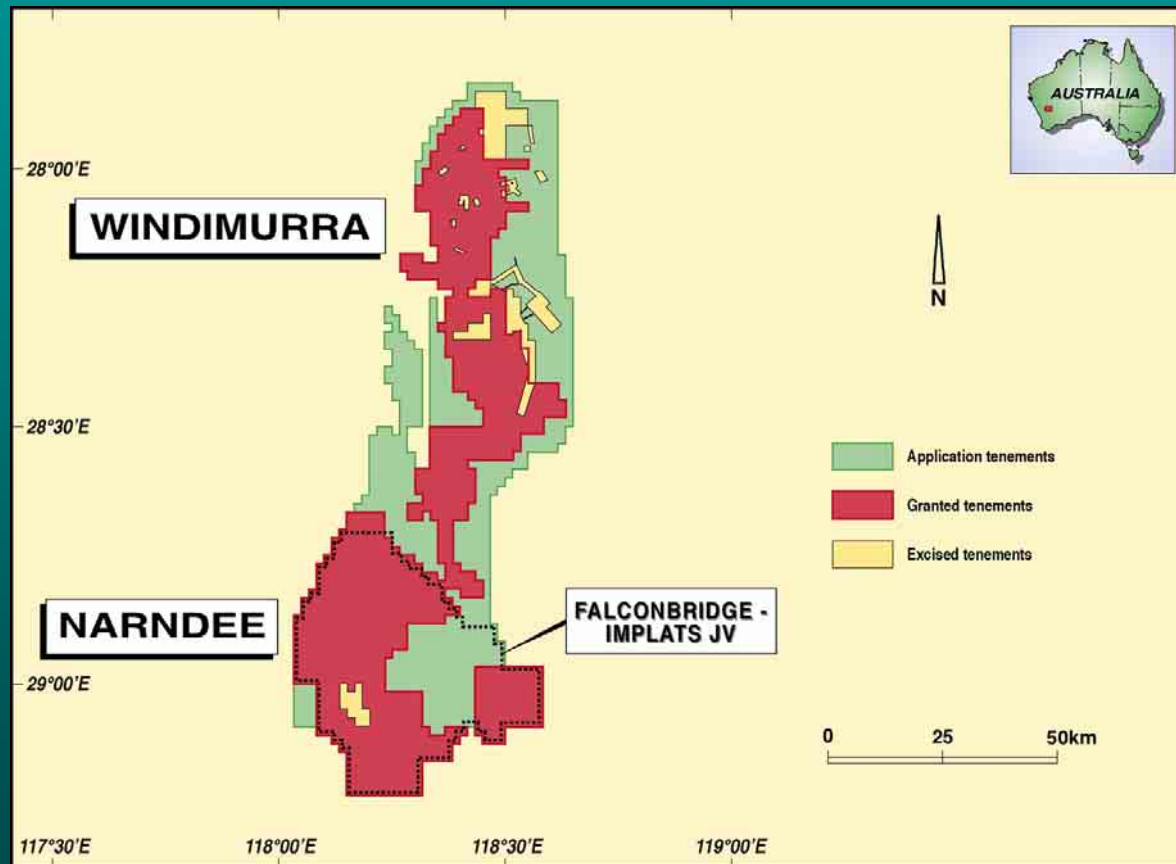 AUSTRALIA
28°00'E
WINDIMURRA
N
28°30'E
Application tenements
Granted tenements
Excised tenements
NARNDEE
FALCONBRIDGE -
IMPLATS JV
29°00'E
0 25 50km
117°30'E 118°00'E 118°30'E 119°00'E